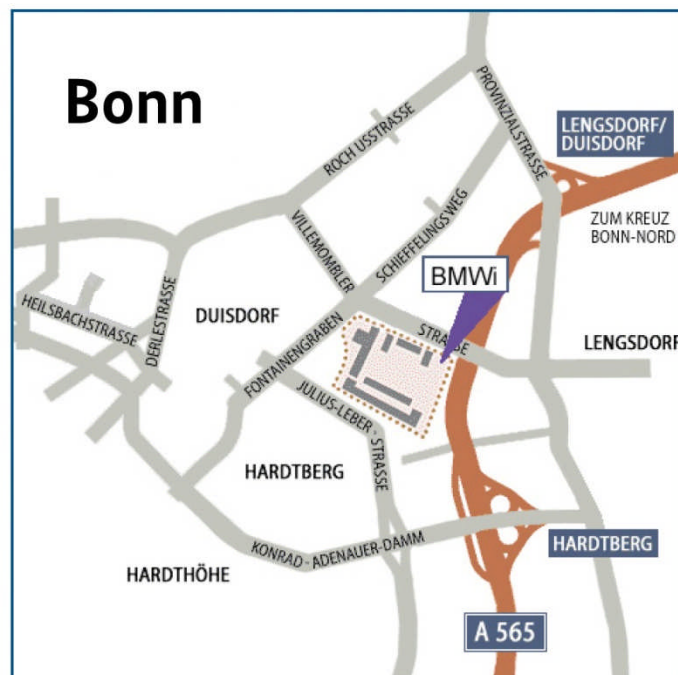 Bonn
ROCH USSTRASSE
PROVINZIALSTRASSE
LENGSDORF/
DUISDORF
ZUM KREUZ
BONN-NORD
VILLEMOMBLER
SCHIEFFELINGSWEG
BMWi
HEILSBACHSTRASSE
DERLESTRASSE
DUISDORF
FONTAINENGRABEN
STRASSE
LENGSDORF
JULIUS-LEBER-STRASSE
HARDTBERG
KONRAD-ADENAUER-DAMM
HARDTBERG
HARDTHÖHE
A 565